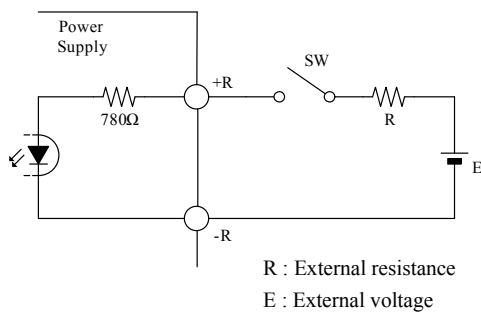 Power
Supply
+R
SW
780Ω
R
E
-R
R : External resistance
E : External voltage